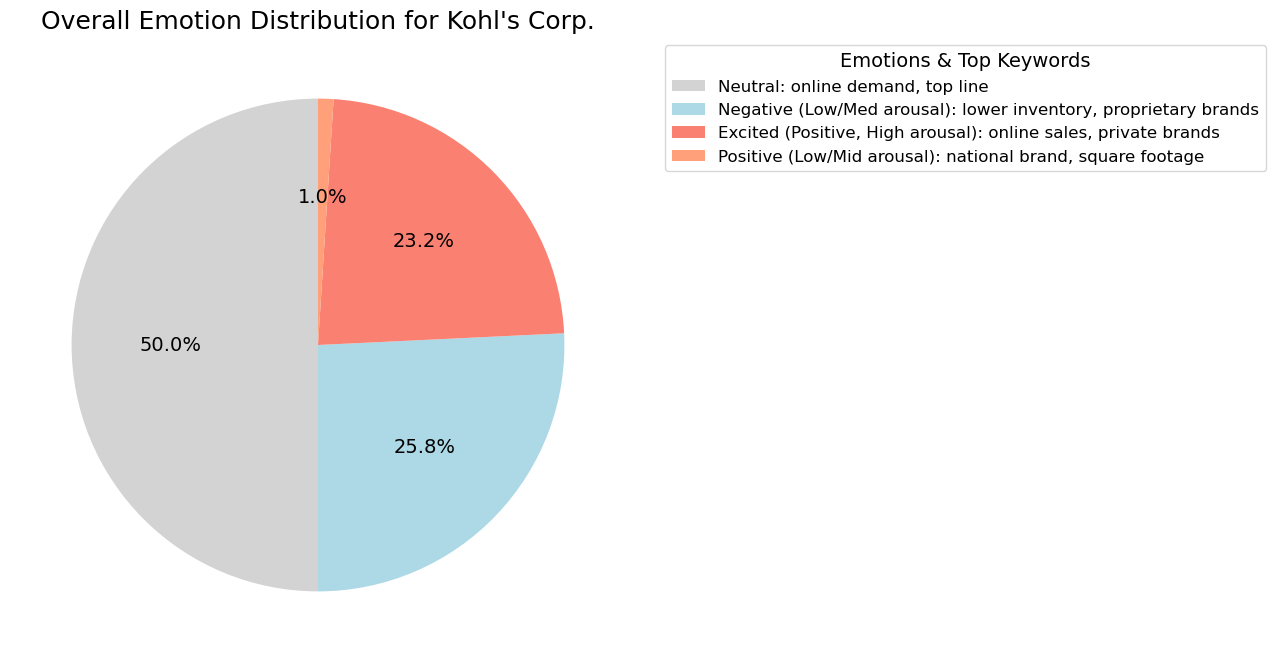 Overall Emotion Distribution for Kohl's Corp.
Emotions & Top Keywords
Neutral: online demand, top line
Negative (Low/Med arousal): lower inventory, proprietary brands
Excited (Positive, High arousal): online sales, private brands
Positive (Low/Mid arousal): national brand, square footage
1.0%
23.2%
50.0%
25.8%